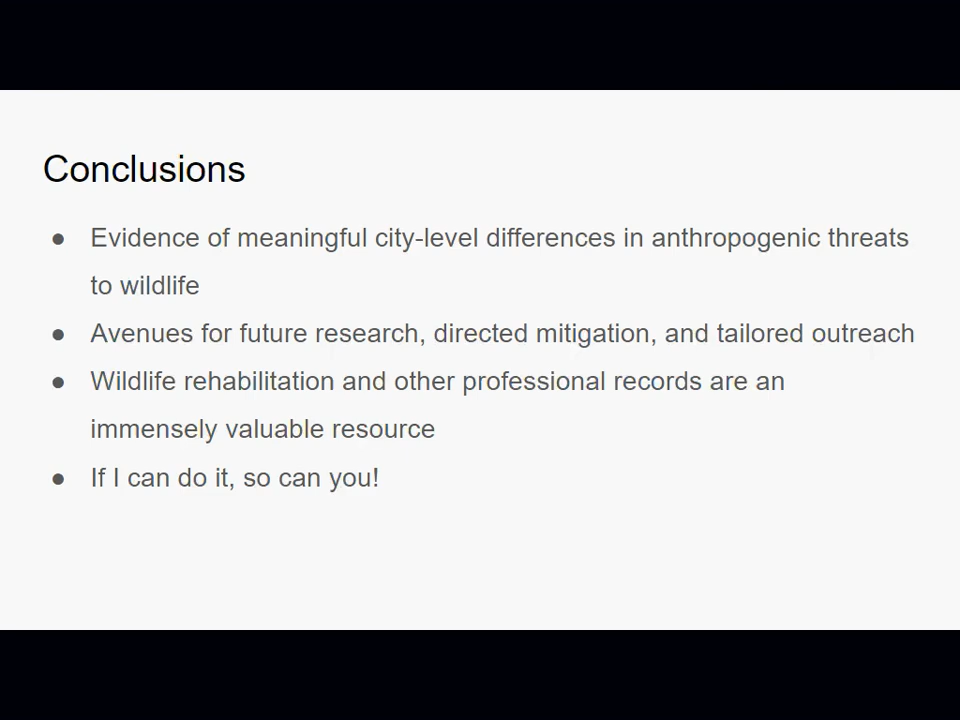 Conclusions
● Evidence of meaningful city-level differences in anthropogenic threats
to wildlife
● Avenues for future research, directed mitigation, and tailored outreach
● Wildlife rehabilitation and other professional records are an
immensely valuable resource
● If I can do it, so can you!